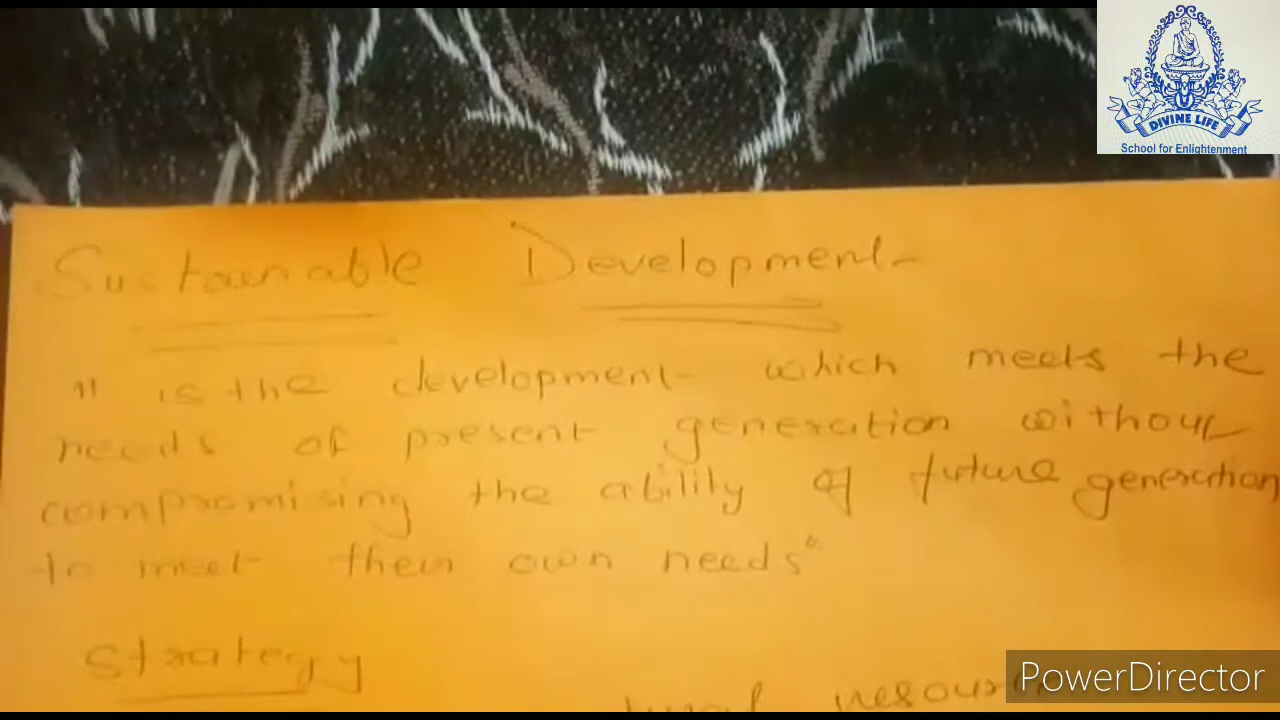 DIVINE LIFE
School for Enlightenment
Sustainable Development
" is the development which meets the
needs of present generation without
compromising the ability of future generation
to meet their own needs"
Strategy
PowerDirector